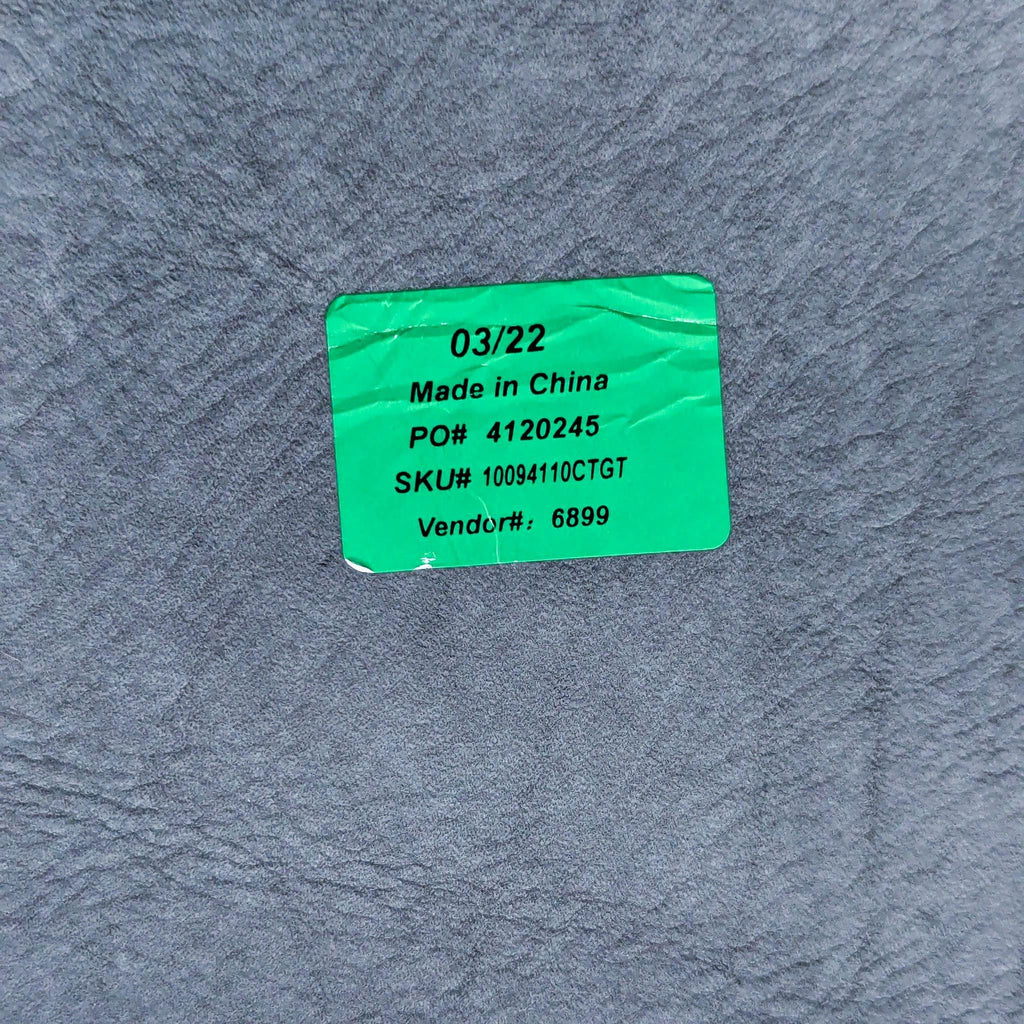 03/22
Made in China
PO# 4120245
SKU# 10094110CTGT
Vendor#: 6899